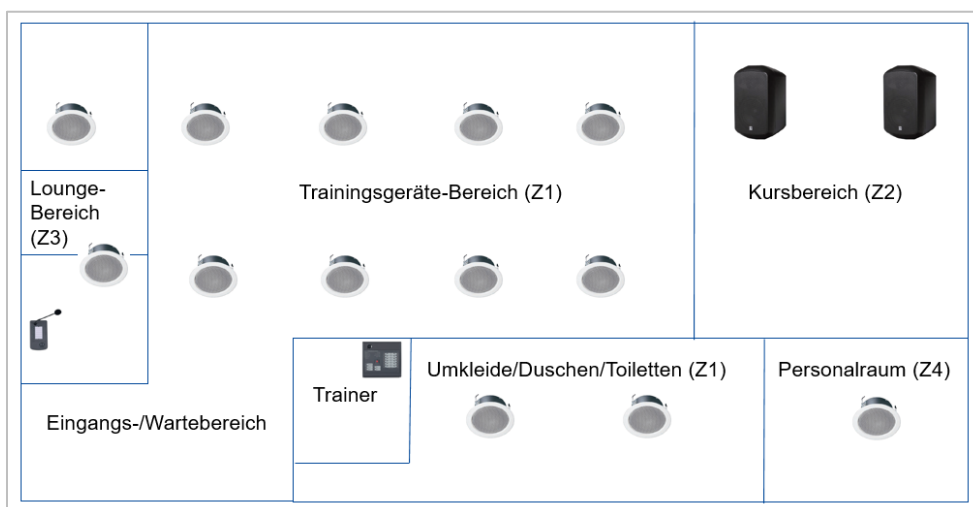 Lounge-
Bereich
(Z3)
Trainingsgeräte-Bereich (Z1)
Kursbereich (Z2)
Trainer
Umkleide/Duschen/Toiletten (Z1)
Personalraum (Z4)
Eingangs-/Wartebereich